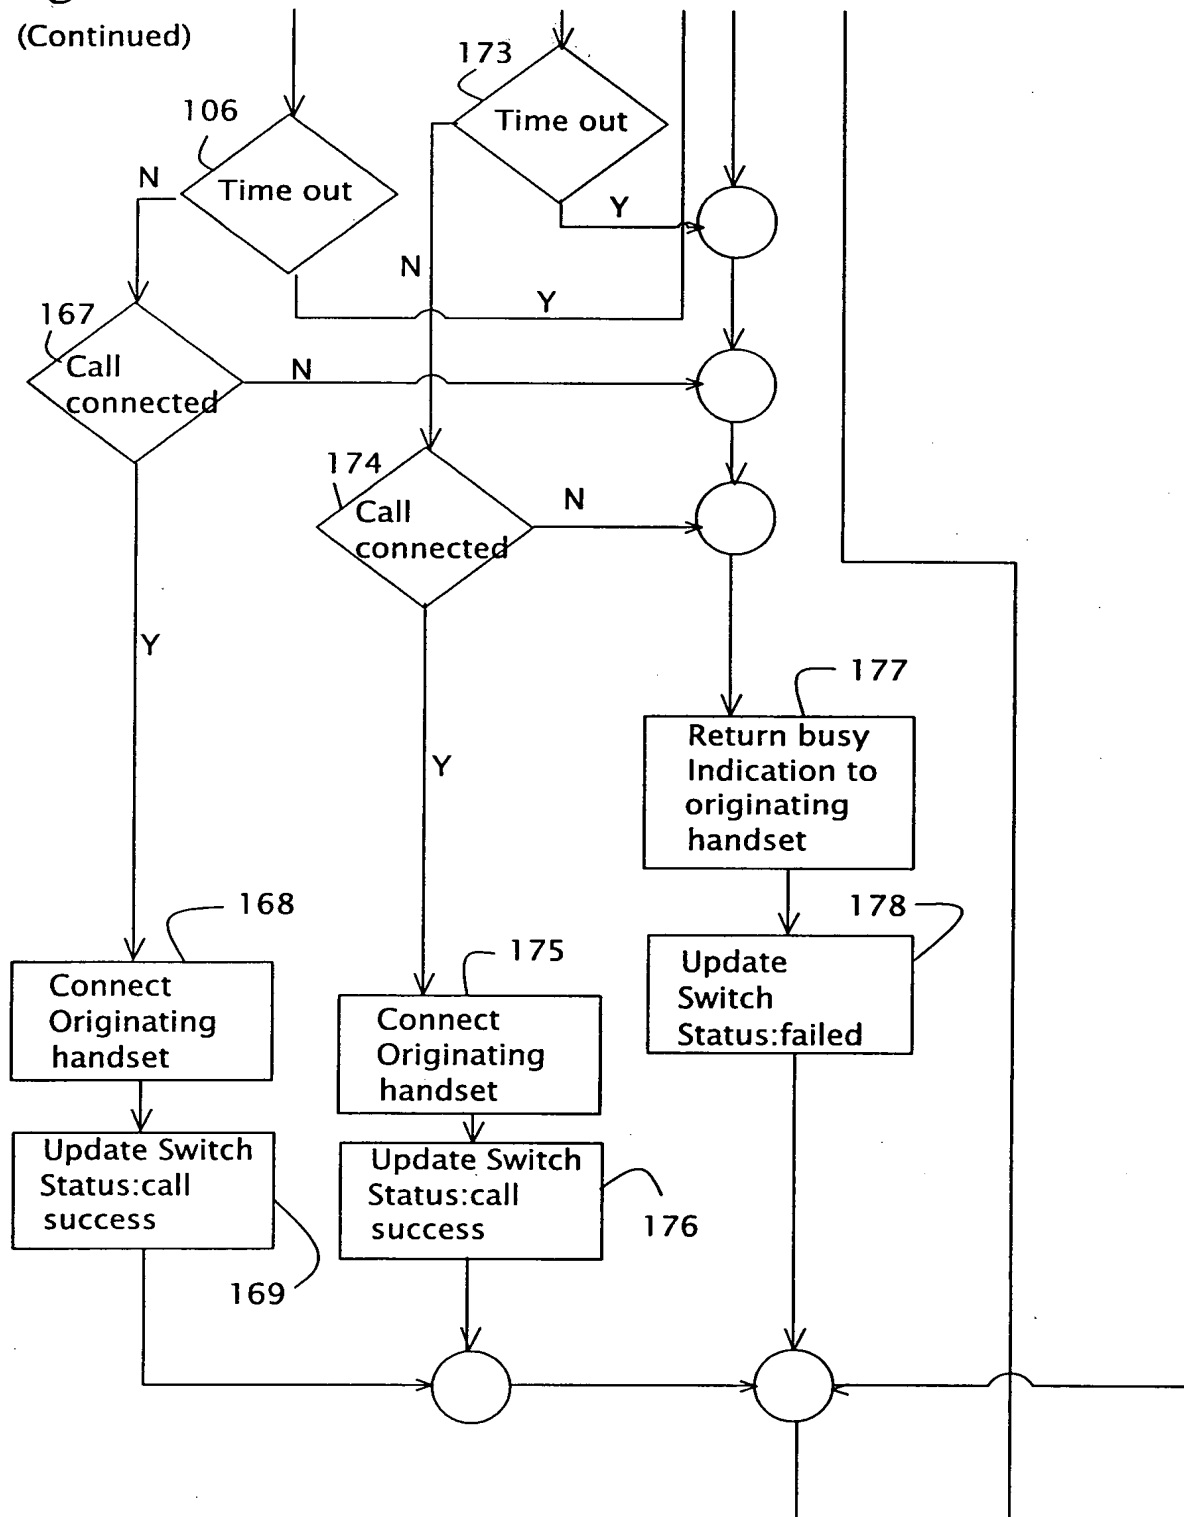 (Continued)
173
Time out
106
Time out
N
Y
N
Y
167
Call
connected
N
174
Call
connected
N
Y
Y
177
Return busy
Indication to
originating
handset
168
178
Connect
Originating
handset
175
Connect
Originating
handset
Update
Switch
Status:failed
Update Switch
Status:call
success
169
Update Switch
Status:call
success
176